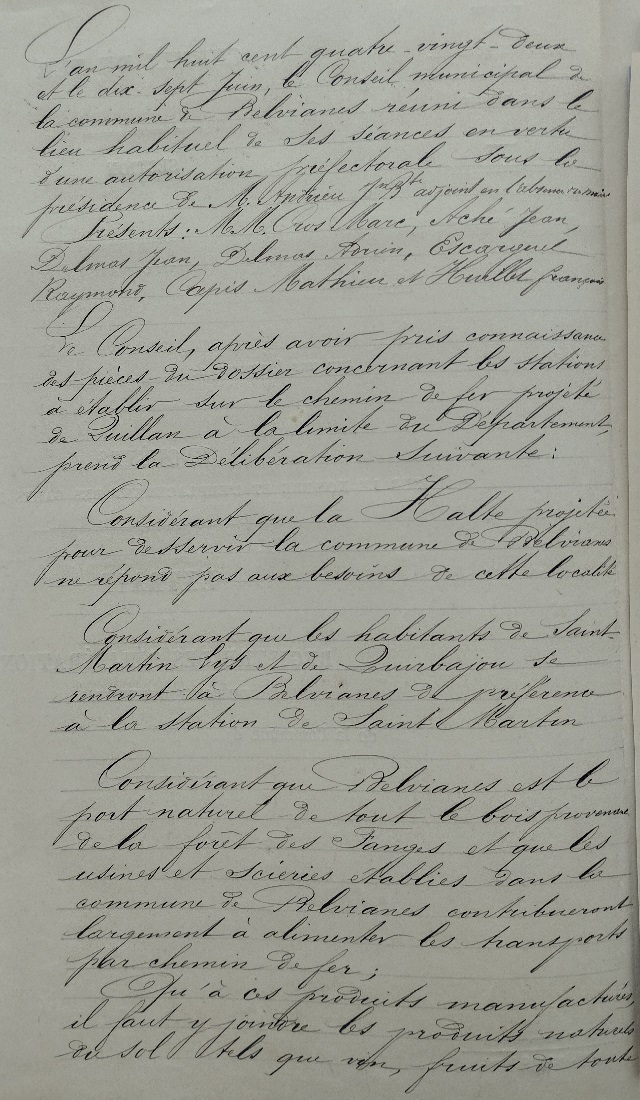 L'an mil huit cent quatre-vingt-deux
et le dix sept Juin, le Conseil municipal de
la commune de Belvianes réuni dans le
lieu habituel de ses séances en vertu
d'une autorisation préfectorale sous la
présidence de M. Andrieu adjoint en l'absence du maire
Présents: M.M. Cros Marc, Aché Jean,
Delmas Jean, Delmas, Escarguel
Raymond, Capis Mathieu et Huillet françois
Le Conseil, après avoir pris connaissance
des pièces du dossier concernant les stations
à établir sur le chemin de fer projeté
de Quillan à la limite du Département,
prend la Délibération suivante:
Considérant que la Halte projetée
pour desservir la commune de Belvianes
ne répond pas aux besoins de cette localité
Considérant que les habitants de Saint-
Martin Lys et de Quirbajou se
rendront à Belvianes de préférence
à la station de Saint Martin
Considérant que Belvianes est le
port naturel de tout le bois provenant
de la forêt des Fanges et que les
usines et scieries etablies dans la
commune de Belvianes contribueront
largement à alimenter les transports
par chemin de fer;
Qu'à ces produits manufacturés,
il faut y joindre les produits naturels
du sol tels que vin, fruits de toute